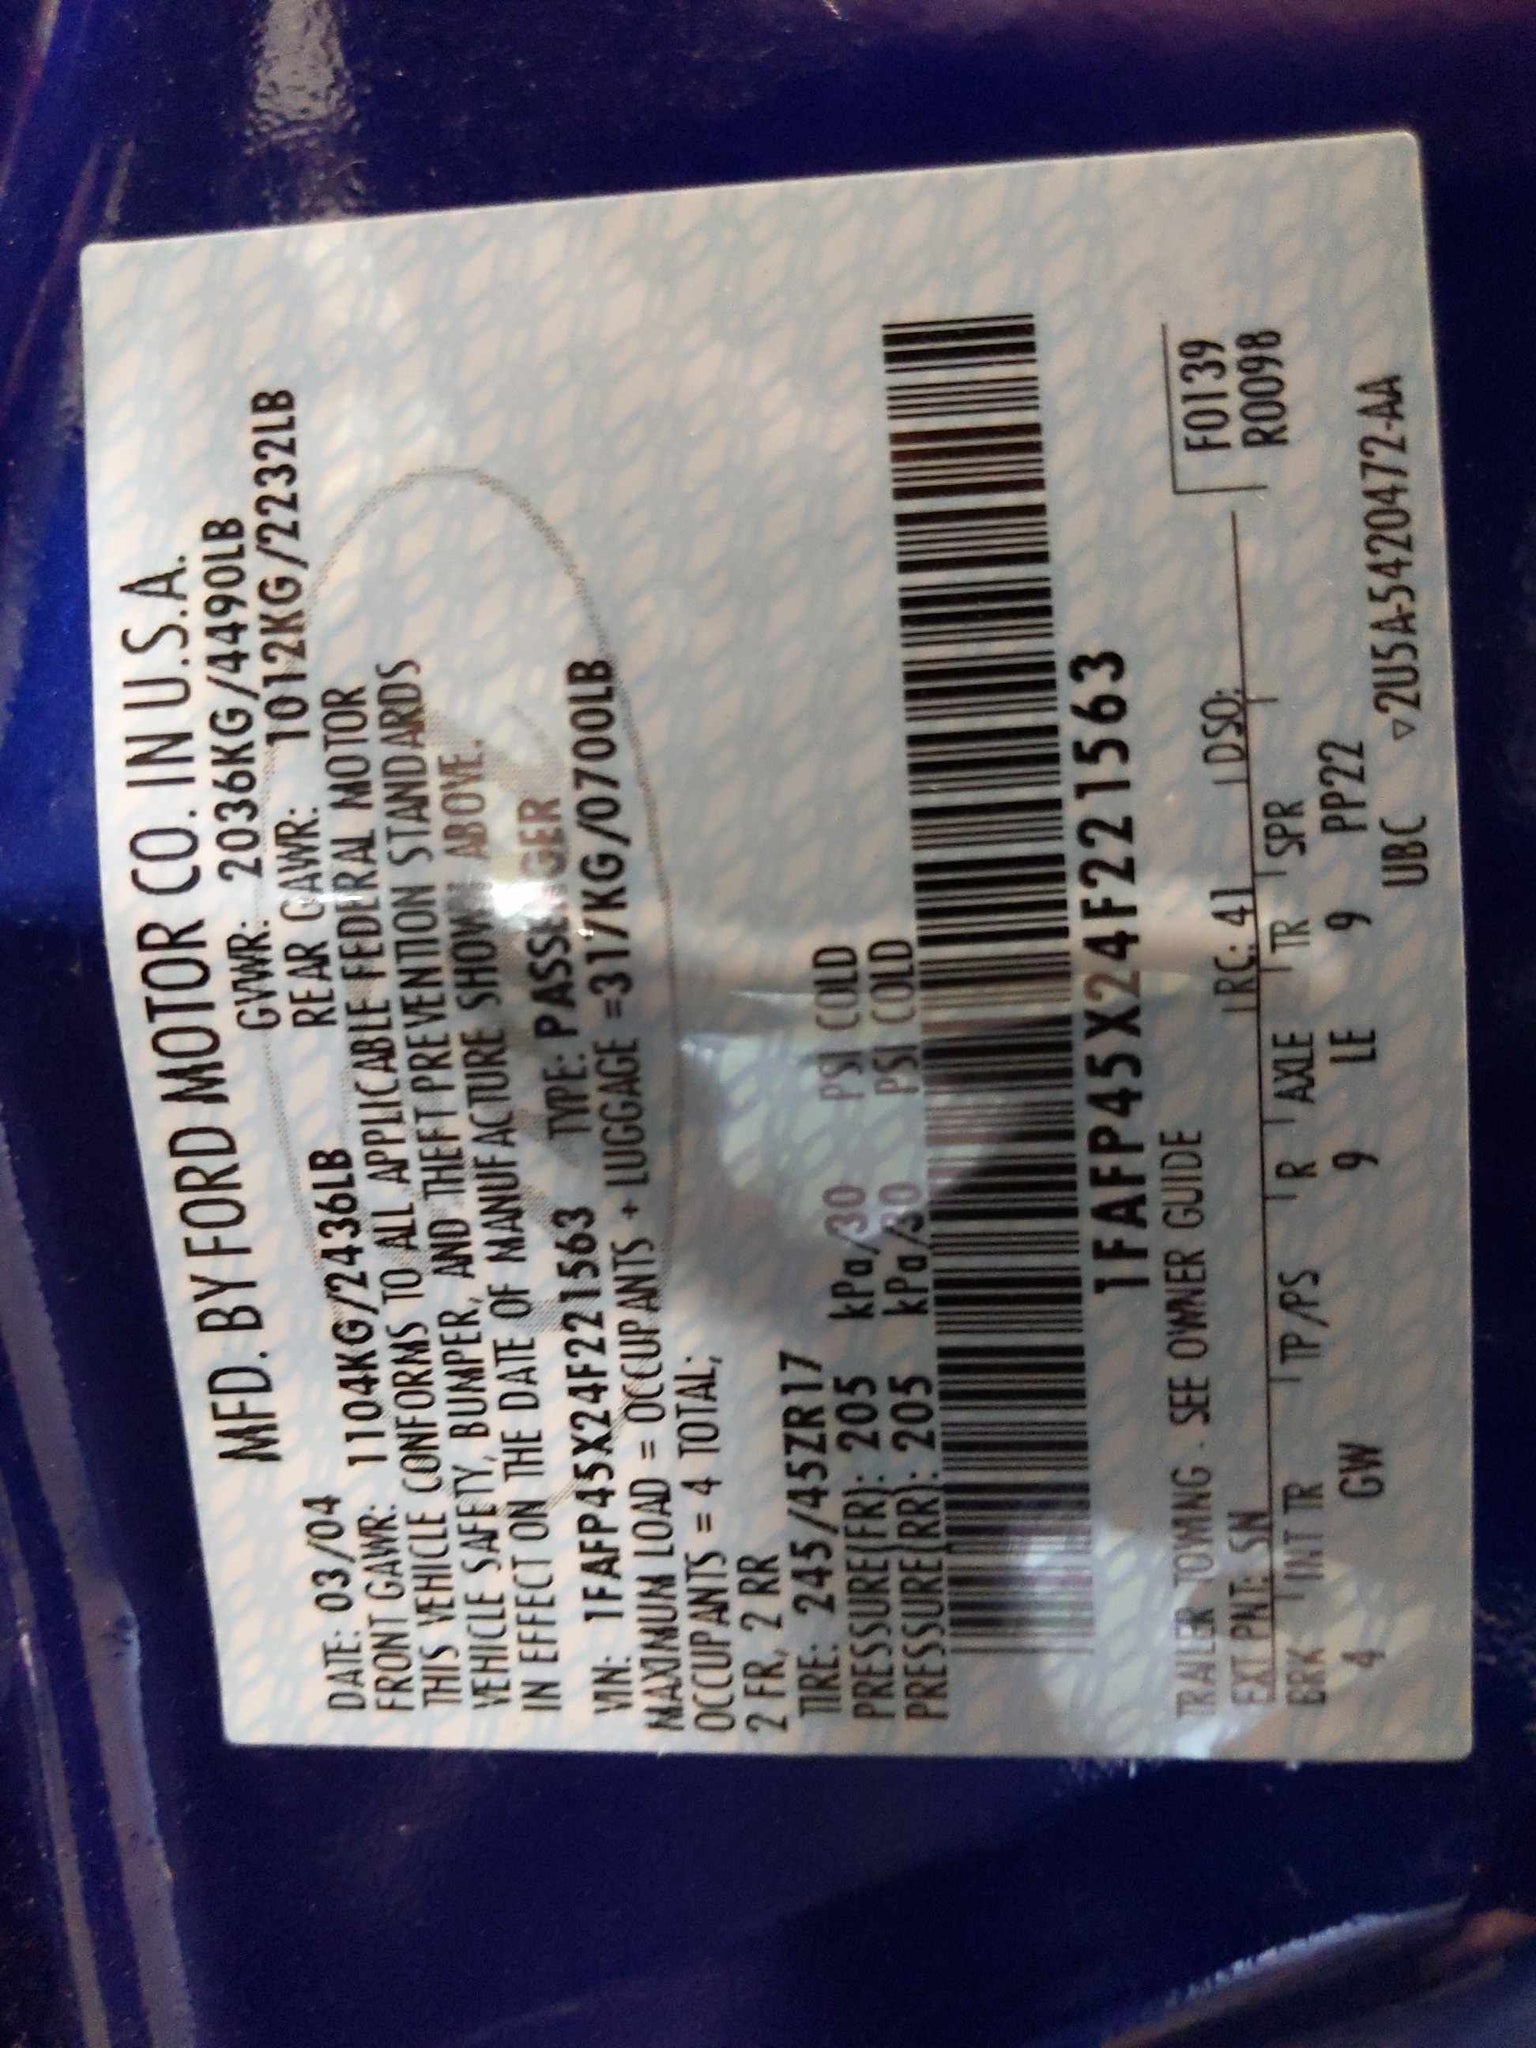 MFD. BY FORD MOTOR CO. IN U.S.A.
DATE: 03/04 GVWR: 2036KG/4490LB
FRONT GAWR: 1104KG/2436LB REAR GAWR: 1012KG/2232LB
THIS VEHICLE CONFORMS TO ALL APPLICABLE FEDERAL MOTOR
VEHICLE SAFETY, BUMPER, AND THEFT PREVENTION STANDARDS
IN EFFECT ON THE DATE OF MANUFACTURE SHOWN ABOVE.
VIN: 1FAFP45X24F221563 TYPE: PASSENGER
MAXIMUM LOAD = OCCUPANTS + LUGGAGE =317KG/0700LB
OCCUPANTS = 4 TOTAL;
2 FR, 2 RR
TIRE: 245/45ZR17
PRESSURE(FR): 205 kPa/30 PSI COLD
PRESSURE(RR): 205 kPa/30 PSI COLD
1FAFP45X24F221563
TRAILER TOWING - SEE OWNER GUIDE F0139
R0098
EXT PNT: SN RC: 41 DSO:
BRK INT TR TP/PS R AXLE TR SPR
4 GW 9 LE 9 PP22
UBC ▽2U5A-5420472-AA